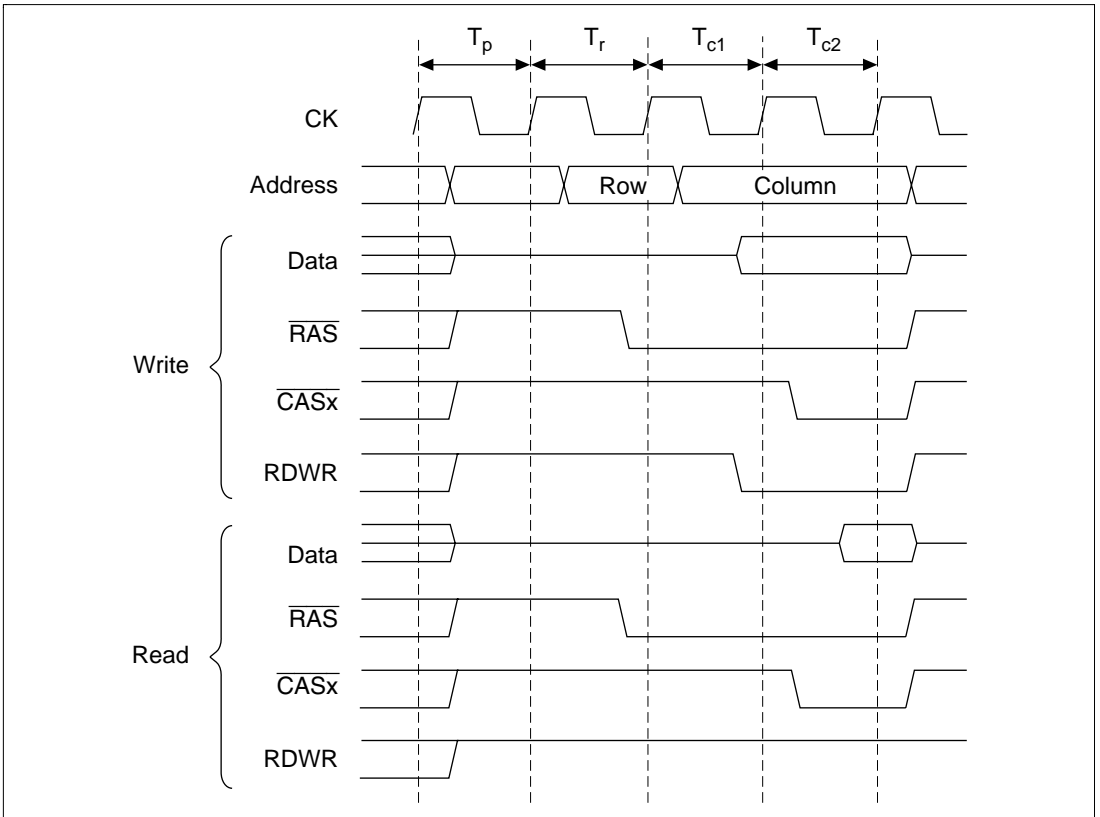 Tp Tr Tc1 Tc2
CK
Address Row Column
Data
RAS
Write
CASx
RDWR
Data
RAS
Read
CASx
RDWR